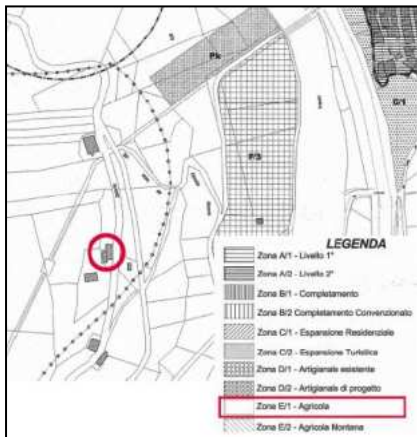 S
Pk
F/3
D/1
LEGENDA
Zona A/1 - Livello 1°
Zona A/2 - Livello 2°
Zona B/1 - Completamento
Zona B/2 Completamento Convenzionato
Zona C/1 - Espansione Residenziale
Zona C/2 - Espansione Turistica
Zona D/1 - Artigianale esistente
Zona D/2 - Artigianale di progetto
Zona E/1 - Agricola
Zona E/2 - Agricola Montana